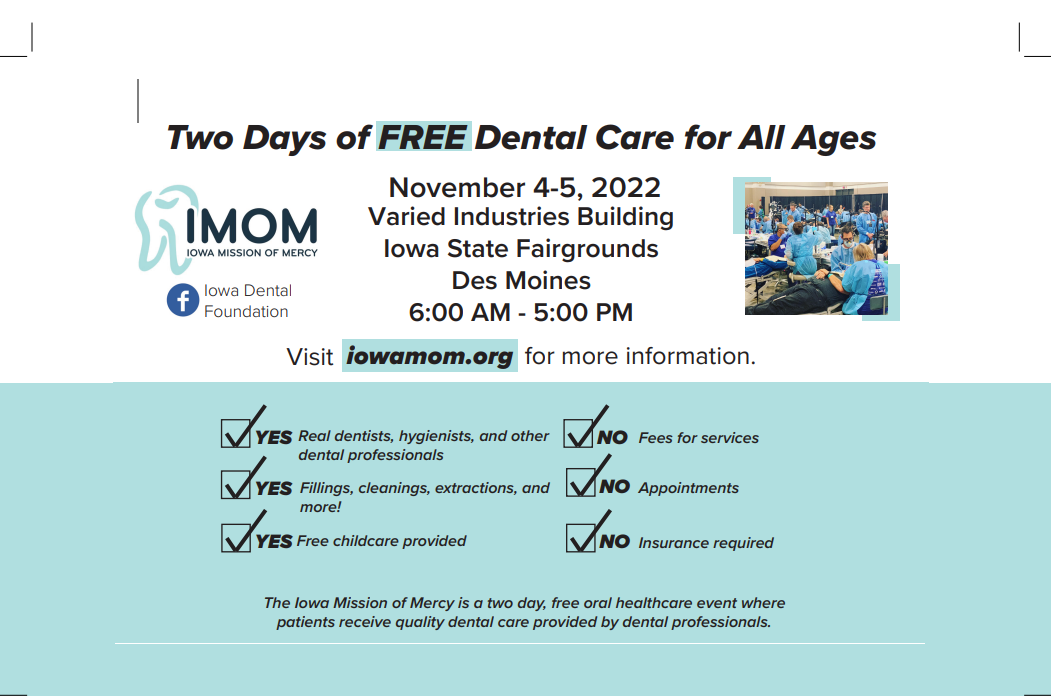 Two Days of FREE Dental Care for All Ages
November 4-5, 2022
Varied Industries Building
Iowa State Fairgrounds
Des Moines
6:00 AM - 5:00 PM
IMOM
IOWA MISSION OF MERCY
f Iowa Dental
Foundation
Visit iowamom.org for more information.
YES Real dentists, hygienists, and other
dental professionals
YES Fillings, cleanings, extractions, and
more!
YES Free childcare provided
NO Fees for services
NO Appointments
NO Insurance required
The Iowa Mission of Mercy is a two day, free oral healthcare event where
patients receive quality dental care provided by dental professionals.